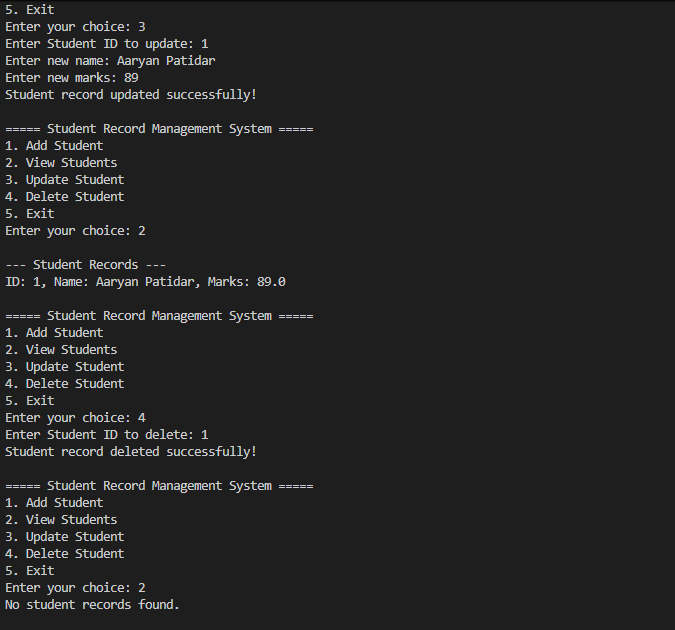 5. Exit
Enter your choice: 3
Enter Student ID to update: 1
Enter new name: Aaryan Patidar
Enter new marks: 89
Student record updated successfully!
===== Student Record Management System =====
1. Add Student
2. View Students
3. Update Student
4. Delete Student
5. Exit
Enter your choice: 2
--- Student Records ---
ID: 1, Name: Aaryan Patidar, Marks: 89.0
===== Student Record Management System =====
1. Add Student
2. View Students
3. Update Student
4. Delete Student
5. Exit
Enter your choice: 4
Enter Student ID to delete: 1
Student record deleted successfully!
===== Student Record Management System =====
1. Add Student
2. View Students
3. Update Student
4. Delete Student
5. Exit
Enter your choice: 2
No student records found.